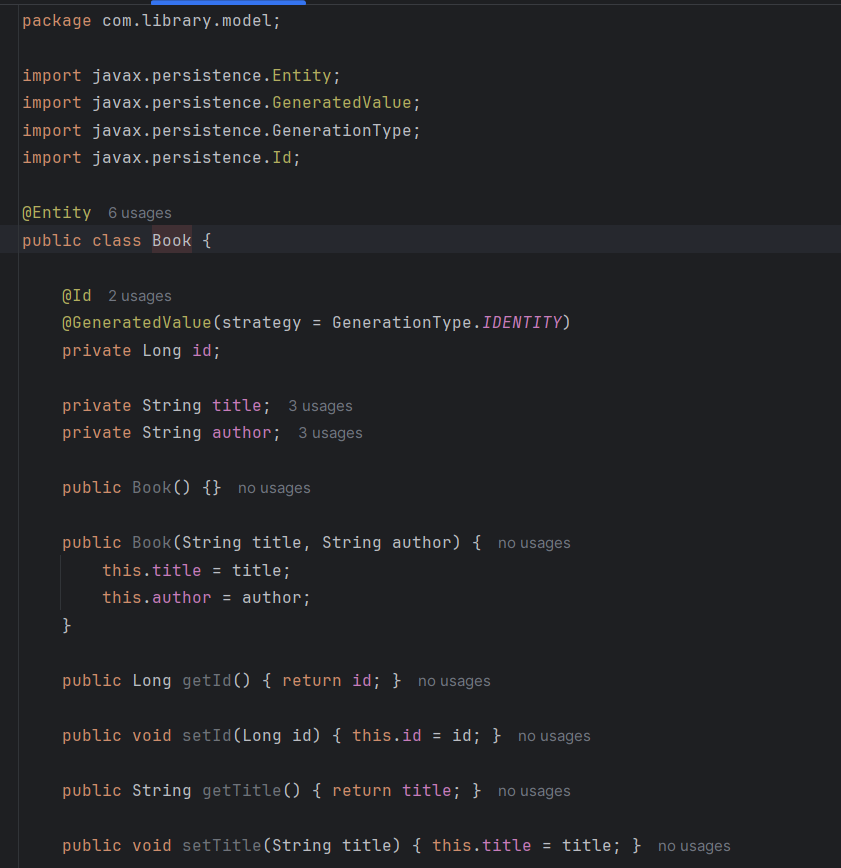 package com.library.model;
import javax.persistence.Entity;
import javax.persistence.GeneratedValue;
import javax.persistence.GenerationType;
import javax.persistence.Id;
@Entity 6 usages
public class Book {
@Id 2 usages
@GeneratedValue(strategy = GenerationType.IDENTITY)
private Long id;
private String title; 3 usages
private String author; 3 usages
public Book() {} no usages
public Book(String title, String author) { no usages
this.title = title;
this.author = author;
}
public Long getId() { return id; } no usages
public void setId(Long id) { this.id = id; } no usages
public String getTitle() { return title; } no usages
public void setTitle(String title) { this.title = title; } no usages